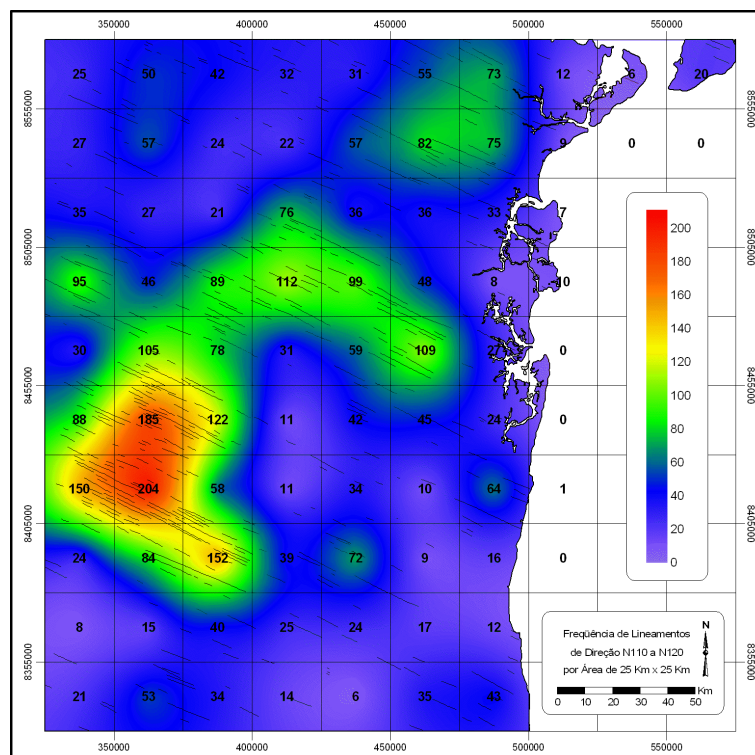 350000 400000 450000 500000 550000
25 50 42 32 31 55 73 12 6 20
8555000 8555000
27 57 24 22 57 82 75 9 0 0
35 27 21 76 36 36 33 7
200
8505000 8505000
180
95 46 89 112 99 48 8 10
160
140
30 105 78 31 59 109 27 0
120
8455000 8455000
100
88 185 122 11 42 45 24 0
80
60
150 204 58 11 34 10 64 1
40
8405000 8405000
20
24 84 152 39 72 9 16 0
0
8 15 40 25 24 17 12
Freqüência de Lineamentos
N
de Direção N110 a N120
por Área de 25 Km x 25 Km
8355000 8355000
21 53 34 14 6 35 43
Km
0 10 20 30 40 50
350000 400000 450000 500000 550000